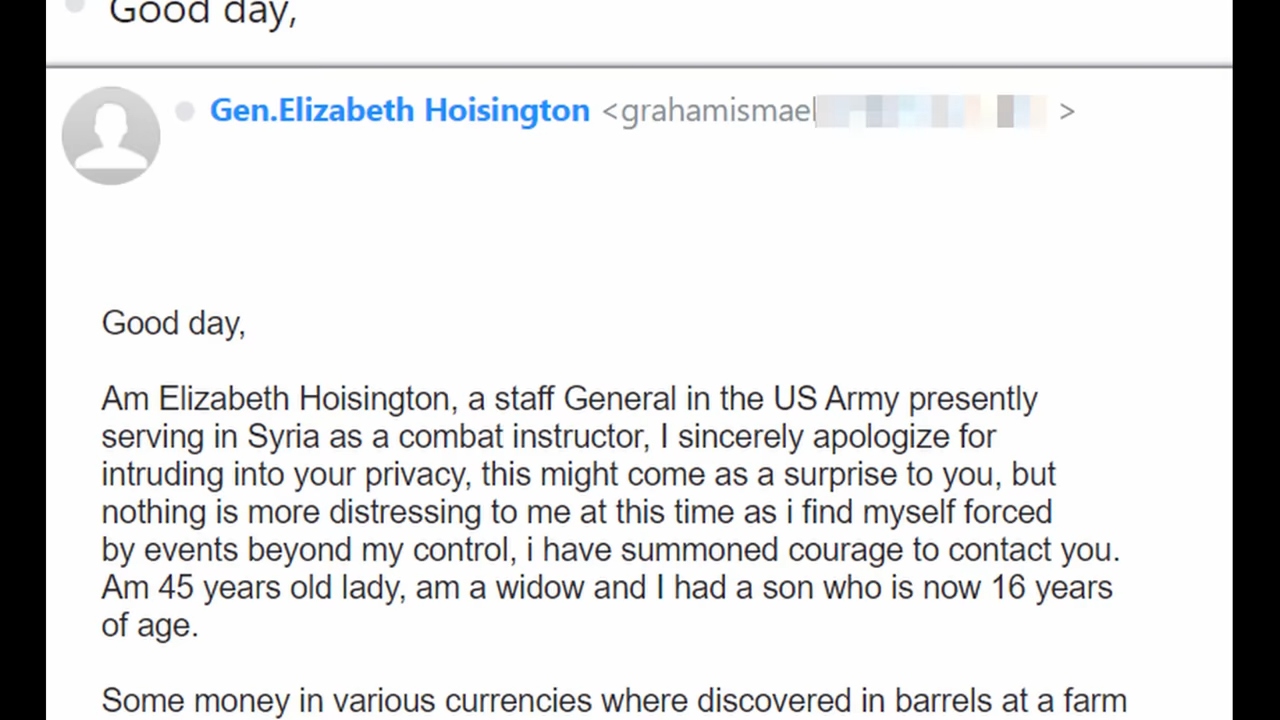 Good day,
Gen.Elizabeth Hoisington <grahamismael >
Good day,
Am Elizabeth Hoisington, a staff General in the US Army presently
serving in Syria as a combat instructor, I sincerely apologize for
intruding into your privacy, this might come as a surprise to you, but
nothing is more distressing to me at this time as i find myself forced
by events beyond my control, i have summoned courage to contact you.
Am 45 years old lady, am a widow and I had a son who is now 16 years
of age.
Some money in various currencies where discovered in barrels at a farm